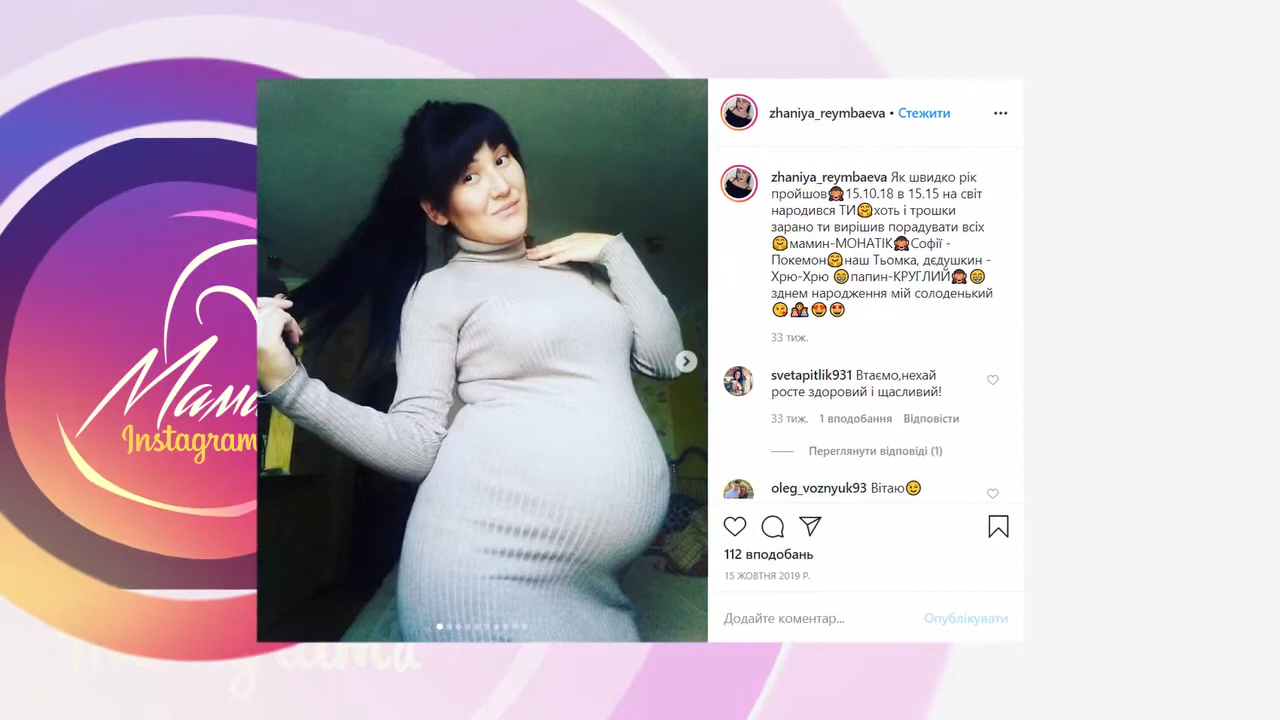 Мама
Instagram
zhaniya_reymbaeva • Стежити
zhaniya_reymbaeva Як швидко рік
пройшов🙈15.10.18 в 15.15 на світ
народився ТИ🤗хоть і трошки
зарано ти вирішив порадувати всіх
🤗мамин-МОНАТІК🙈Софії -
Покемон🤗наш Тьомка, дєдушкин -
Хрю-Хрю 😁папин-КРУГЛИЙ🙈😁
зднем народження мій солоденький
😘👩‍👦😍😍
33 тиж.
svetapitlik931 Втаємо,нехай
росте здоровий і щасливий!
33 тиж. 1 вподобання Відповісти
Переглянути відповіді (1)
oleg_voznyuk93 Вітаю😉
112 вподобань
15 ЖОВТНЯ 2019 Р.
Додайте коментар... Опублікувати